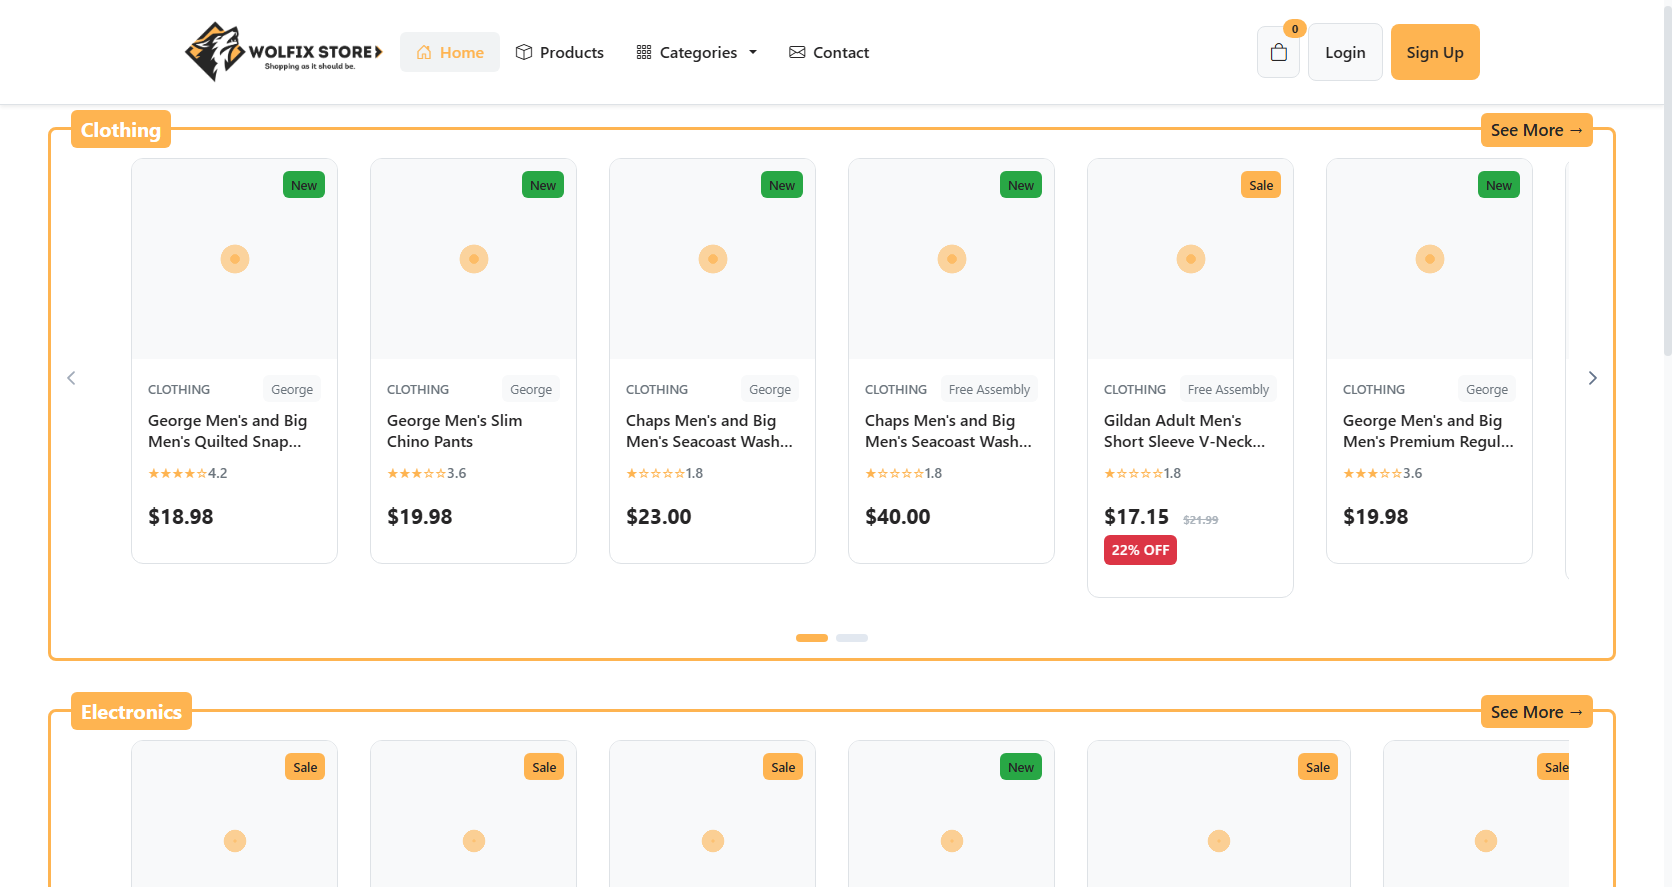 WOLFIX STORE
Shopping as it should be.
Home
Products
Categories
Contact
0
Login
Sign Up
Clothing
See More →
New
CLOTHING
George
George Men's and Big
Men's Quilted Snap...
★★★★☆4.2
$18.98
New
CLOTHING
George
George Men's Slim
Chino Pants
★★★☆☆3.6
$19.98
New
CLOTHING
George
Chaps Men's and Big
Men's Seacoast Wash...
★☆☆☆☆1.8
$23.00
New
CLOTHING
Free Assembly
Chaps Men's and Big
Men's Seacoast Wash...
★☆☆☆☆1.8
$40.00
Sale
CLOTHING
Free Assembly
Gildan Adult Men's
Short Sleeve V-Neck...
★☆☆☆☆1.8
$17.15 $21.99
22% OFF
New
CLOTHING
George
George Men's and Big
Men's Premium Regul...
★★★☆☆3.6
$19.98
Electronics
See More →
Sale
Sale
Sale
New
Sale
Sale